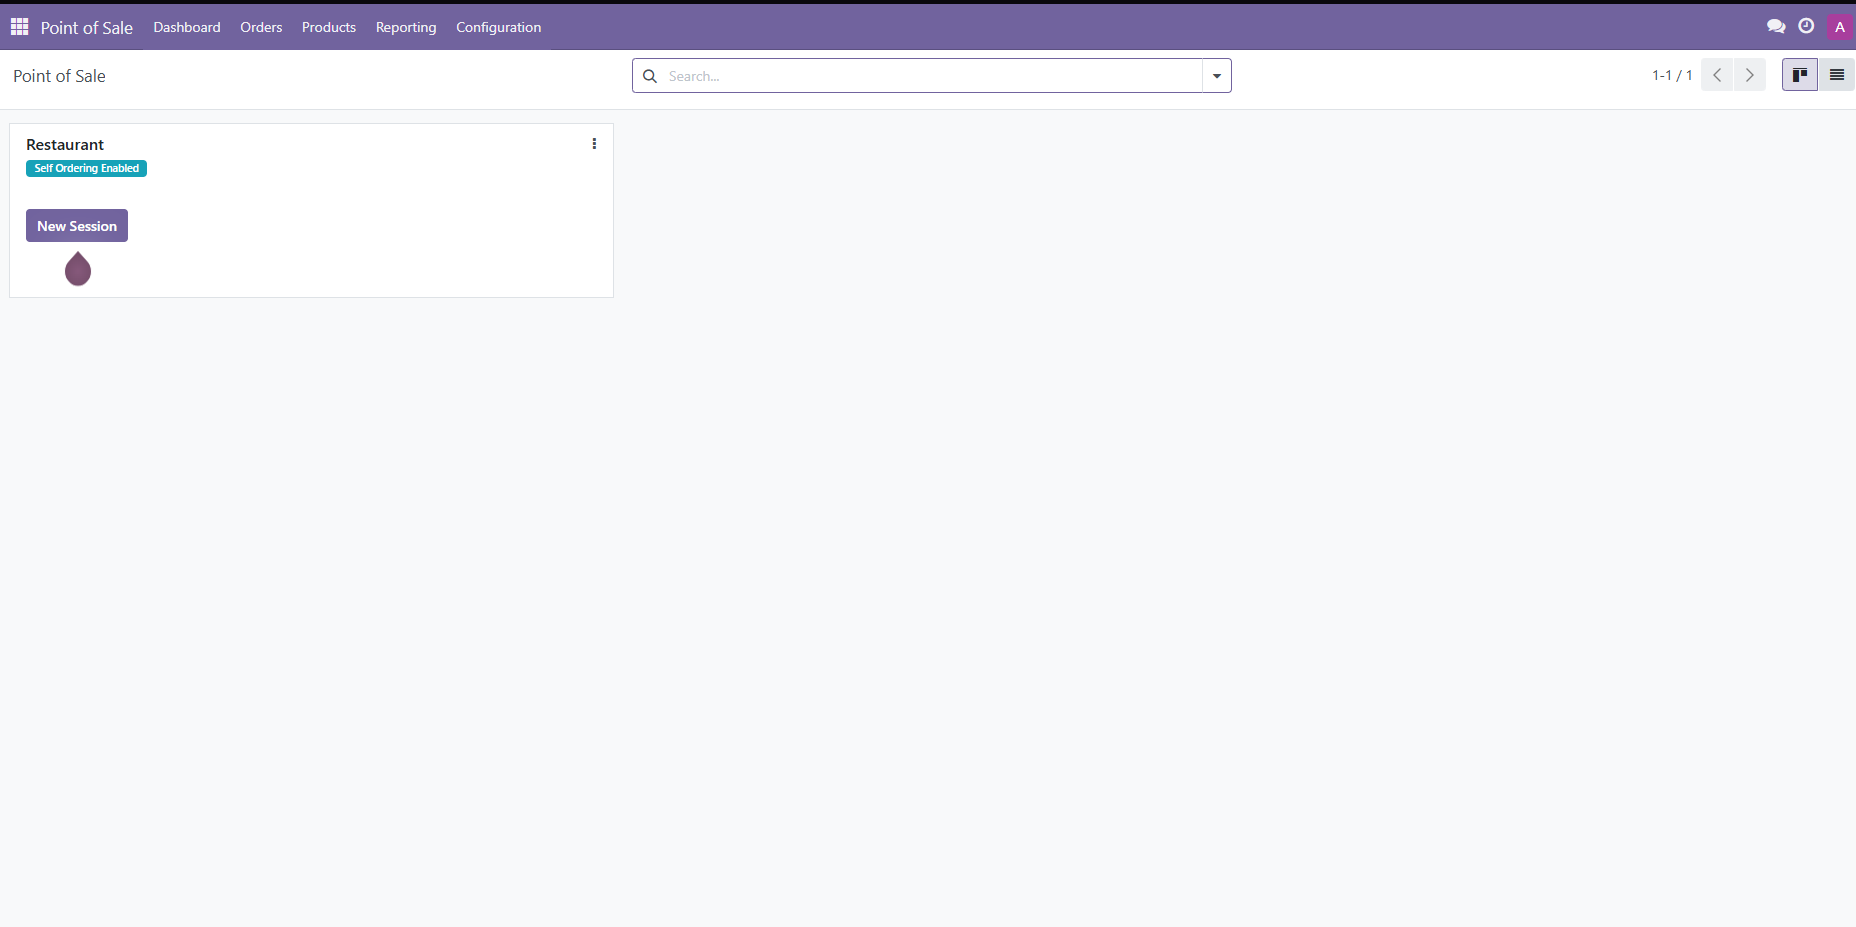 Point of Sale Dashboard Orders Products Reporting Configuration A
Point of Sale Search... 1-1 / 1
Restaurant
Self Ordering Enabled
New Session